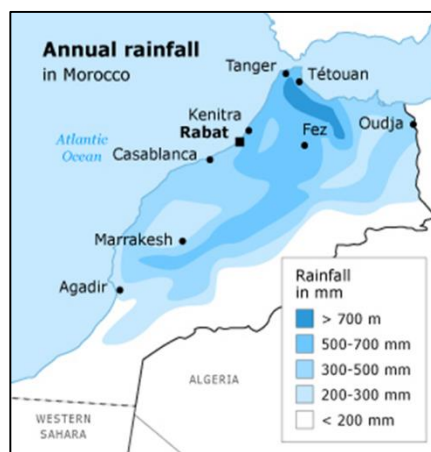 Annual rainfall
in Morocco
Tanger
Tétouan
Kenitra
Rabat
Fez
Oudja
Atlantic
Ocean
Casablanca
Marrakesh
Agadir
Rainfall
in mm
> 700 m
500-700 mm
300-500 mm
200-300 mm
< 200 mm
ALGERIA
WESTERN
SAHARA